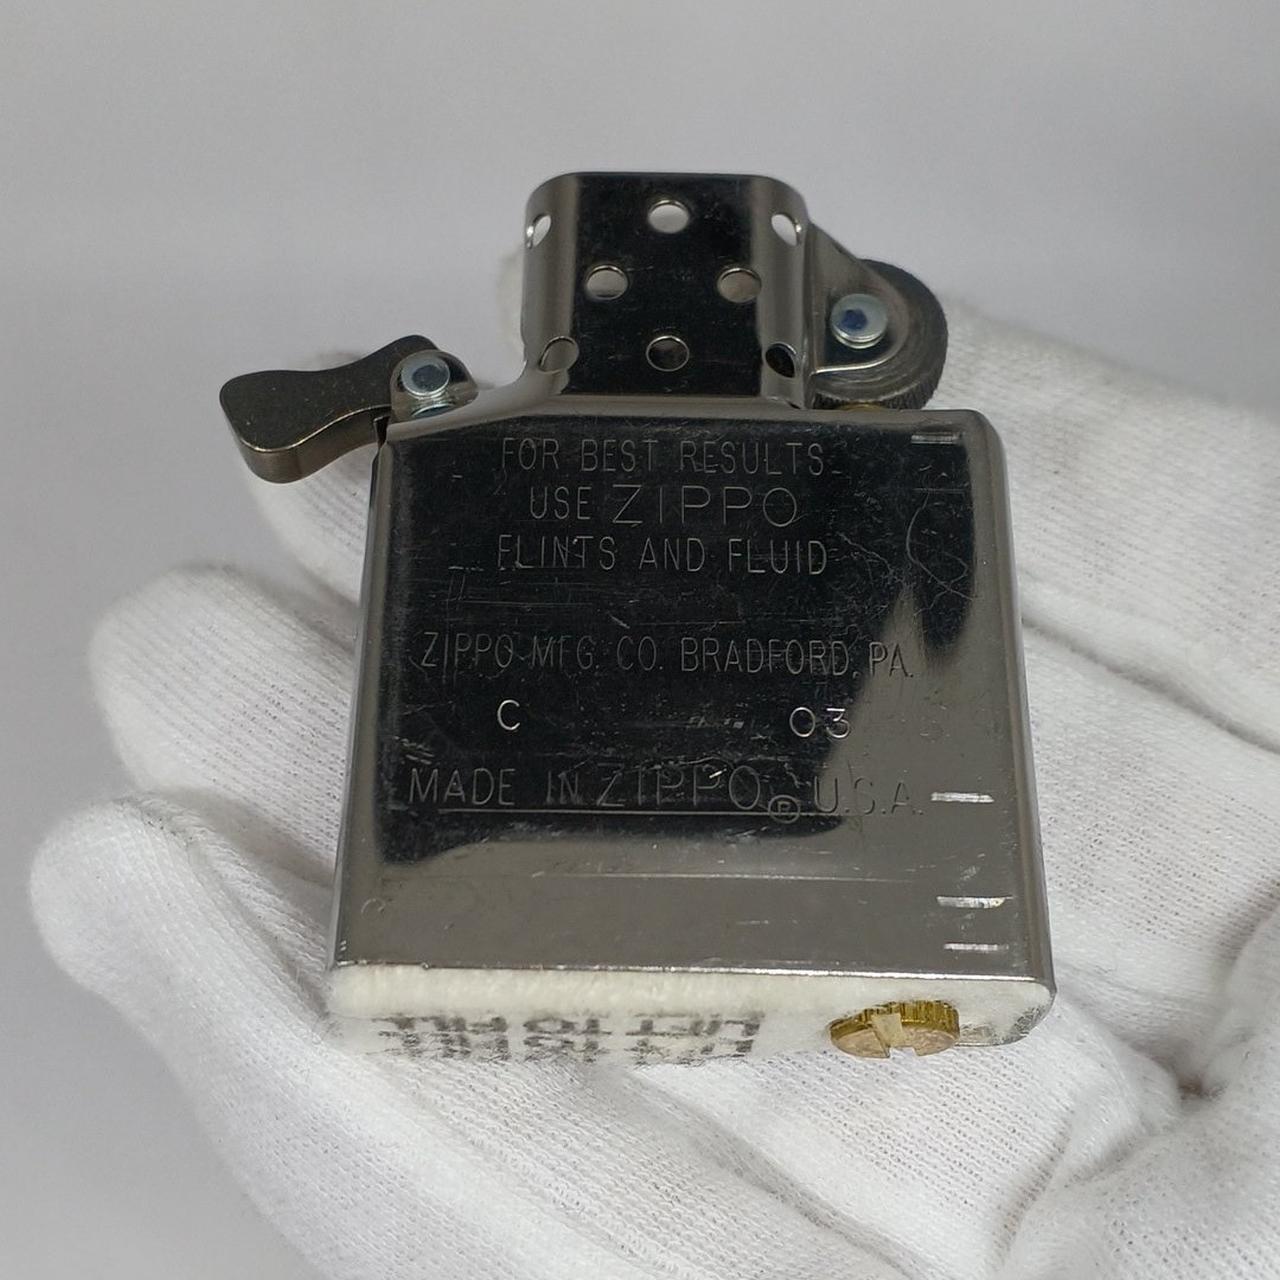 FOR BEST RESULTS
USE ZIPPO
FLINTS AND FLUID
ZIPPO MFG. CO. BRADFORD, PA.
C 03
MADE IN ZIPPO ® U.S.A.
LIFT TO FILL